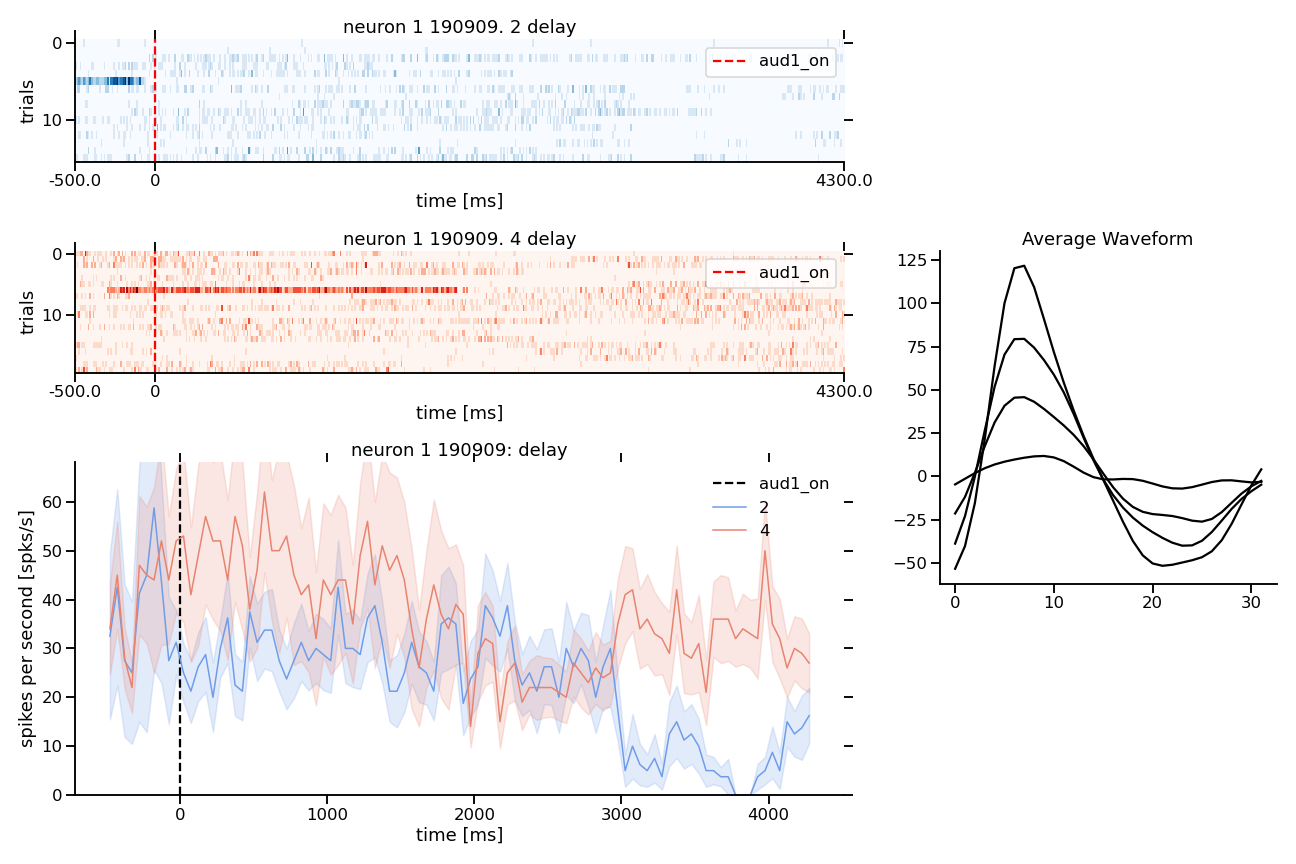 neuron 1 190909. 2 delay
0
10
trials
aud1_on
-500.0
0
4300.0
time [ms]
neuron 1 190909. 4 delay
0
10
trials
aud1_on
-500.0
0
4300.0
time [ms]
neuron 1 190909: delay
60
50
40
30
20
10
0
spikes per second [spks/s]
aud1_on
2
4
0
1000
2000
3000
4000
time [ms]
Average Waveform
125
100
75
50
25
0
−25
−50
0
10
20
30